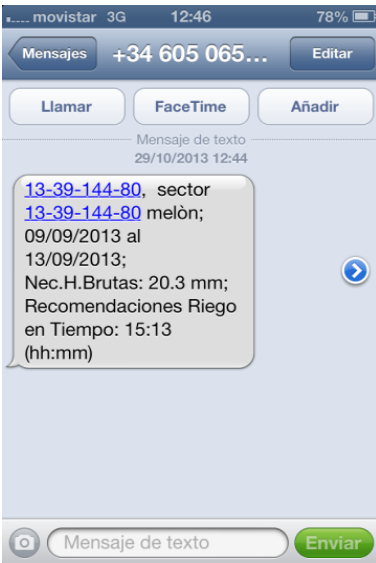 ..... movistar 3G 12:46 78%
Mensajes +34 605 065... Editar
Llamar FaceTime Añadir
Mensaje de texto
29/10/2013 12:44
13-39-144-80, sector
13-39-144-80 melòn;
09/09/2013 al
13/09/2013;
Nec.H.Brutas: 20.3 mm;
Recomendaciones Riego
en Tiempo: 15:13
(hh:mm)
Mensaje de texto Enviar